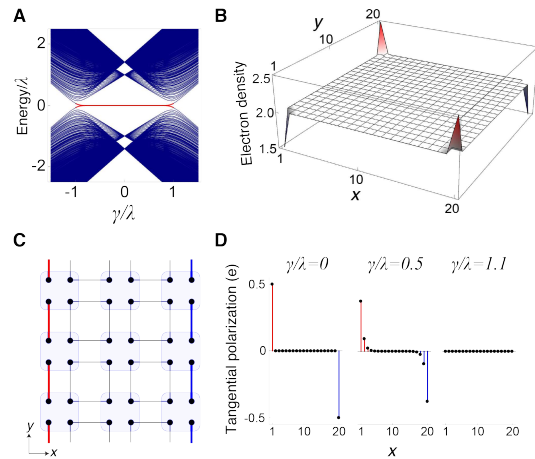 A
Energy/λ
2
0
-2
-1
0
1
γ/λ
B
Electron density
2.5
2.0
1.5
1
10
20
y
1
10
20
x
C
y
x
D
Tangential polarization (e)
γ/λ=0
γ/λ=0.5
γ/λ=1.1
0.5
0
-0.5
1
10
20
1
10
20
1
10
20
x